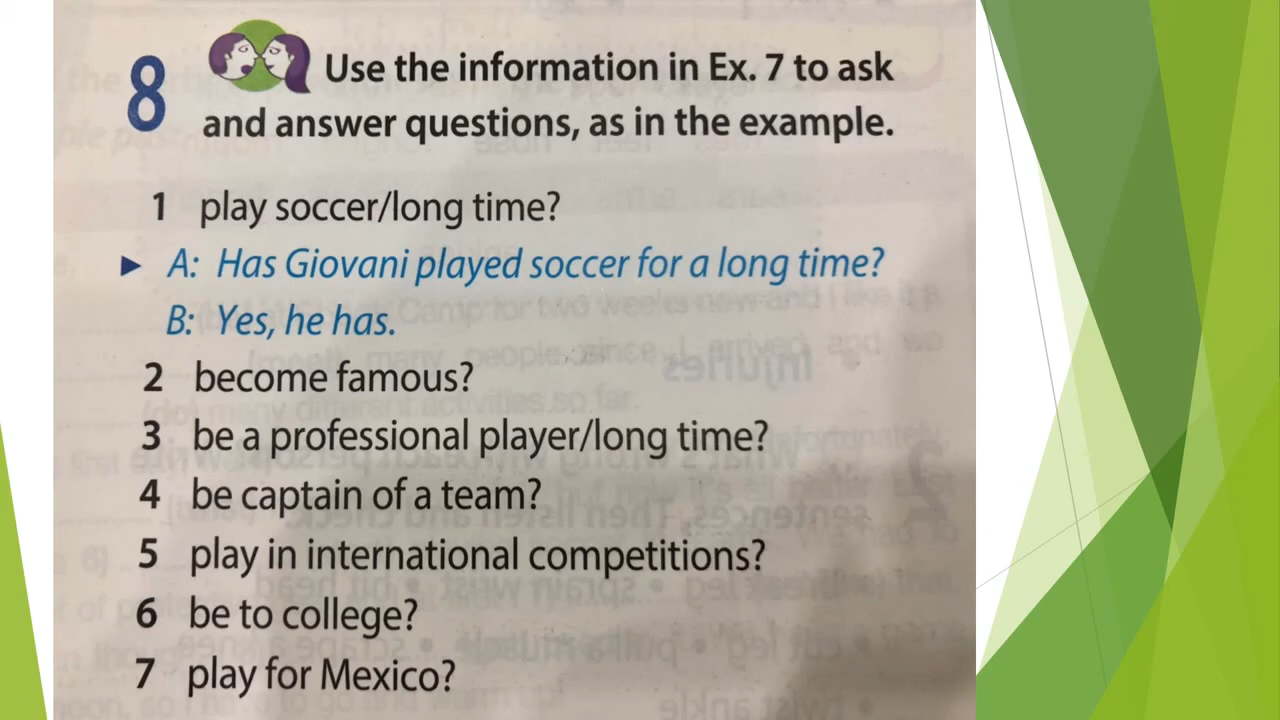 8 Use the information in Ex. 7 to ask
and answer questions, as in the example.
1 play soccer/long time?
A: Has Giovani played soccer for a long time?
B: Yes, he has.
2 become famous?
3 be a professional player/long time?
4 be captain of a team?
5 play in international competitions?
6 be to college?
7 play for Mexico?